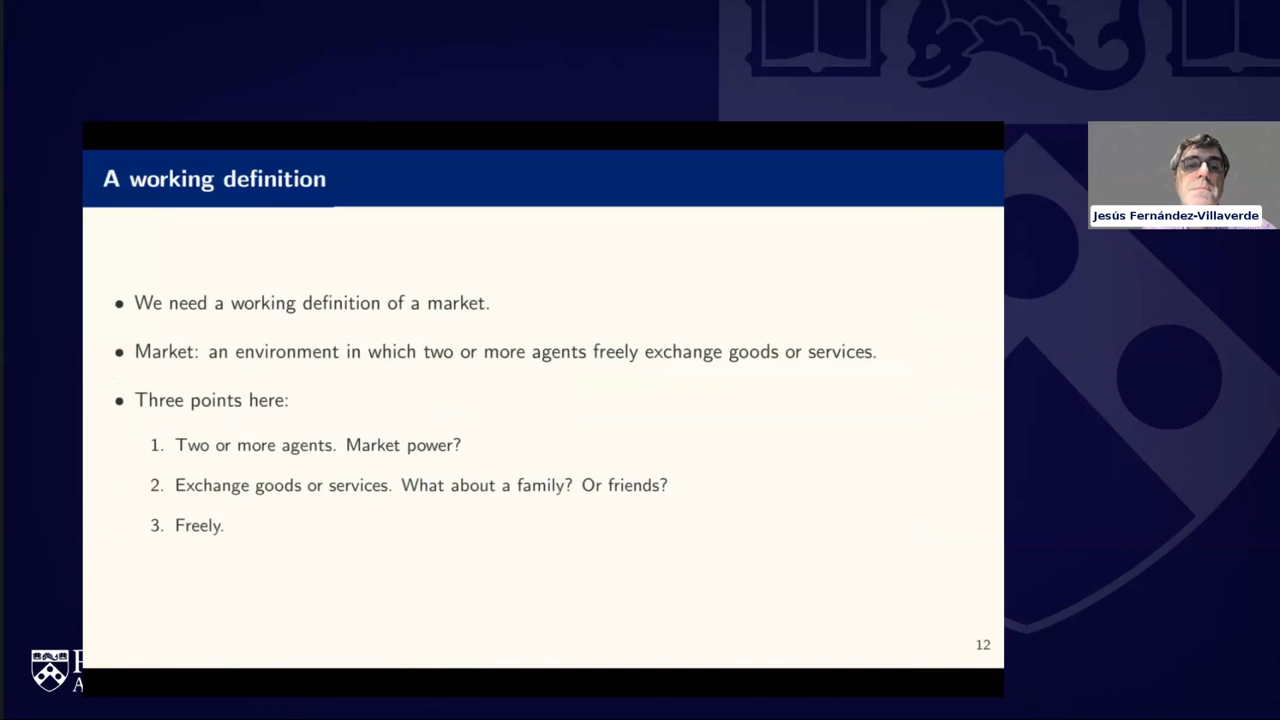 A working definition
Jesús Fernández-Villaverde
• We need a working definition of a market.
• Market: an environment in which two or more agents freely exchange goods or services.
• Three points here:
1. Two or more agents. Market power?
2. Exchange goods or services. What about a family? Or friends?
3. Freely.
12